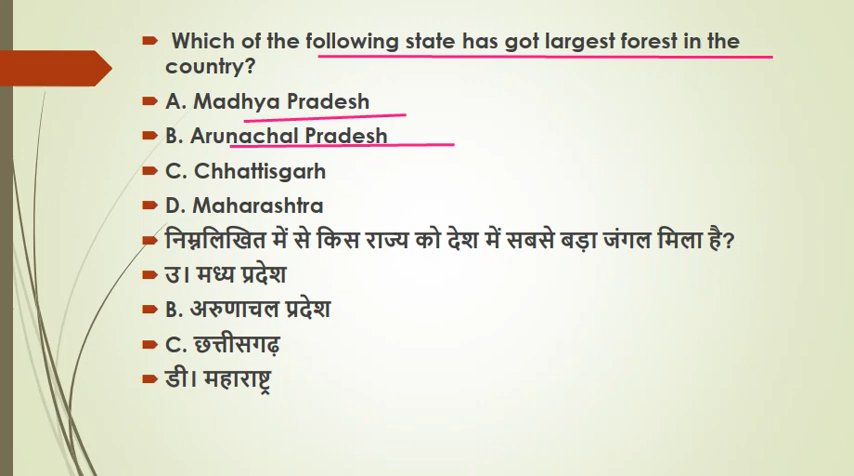 Which of the following state has got largest forest in the
country?
A. Madhya Pradesh
B. Arunachal Pradesh
C. Chhattisgarh
D. Maharashtra
निम्नलिखित में से किस राज्य को देश में सबसे बड़ा जंगल मिला है?
उ। मध्य प्रदेश
B. अरुणाचल प्रदेश
C. छत्तीसगढ़
डी। महाराष्ट्र